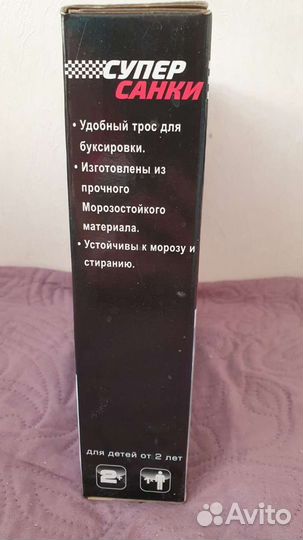 СУПЕР
САНКИ
• Удобный трос для
буксировки.
• Изготовлены из
прочного
Морозостойкого
материала.
• Устойчивы к морозу и
стиранию.
для детей от 2 лет
2+
Avito